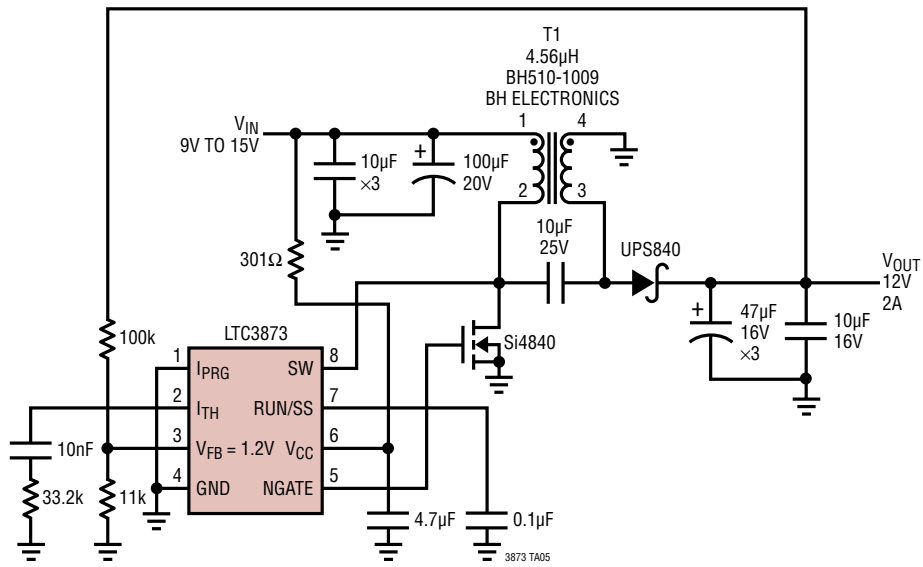 T1
4.56µH
BH510-1009
BH ELECTRONICS
1
4
V_IN
9V TO 15V
10µF
×3
+
100µF
20V
2
3
10µF
25V
UPS840
V_OUT
12V
2A
301Ω
+
47µF
16V
×3
10µF
16V
100k
LTC3873
Si4840
1
I_PRG
SW
8
2
I_TH
RUN/SS
7
10nF
3
V_FB = 1.2V
V_CC
6
4
GND
NGATE
5
33.2k
11k
4.7µF
0.1µF
3873 TA05